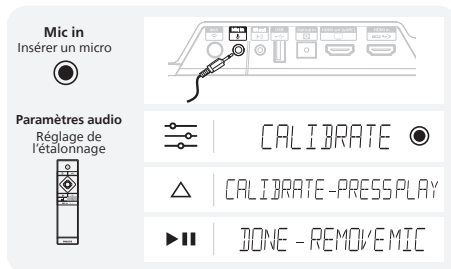 Mic in
Insérer un micro
Paramètres audio
Réglage de
l'étalonnage
CALIBRATE
CALIBRATE-PRESSPLAY
DONE - REMOVEMIC